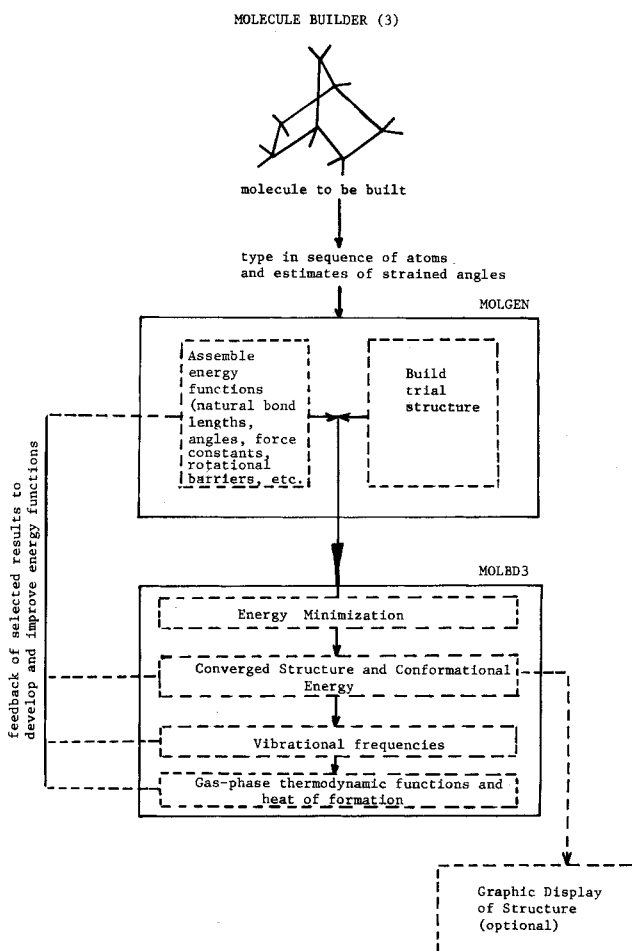 MOLECULE BUILDER (3)
molecule to be built
type in sequence of atoms
and estimates of strained angles
MOLGEN
Assemble
energy
functions
(natural bond
lengths,
angles, force
constants,
rotational
barriers, etc.
Build
trial
structure
feedback of selected results to
develop and improve energy functions
MOLBD3
Energy Minimization
Converged Structure and Conformational
Energy
Vibrational frequencies
Gas-phase thermodynamic functions and
heat of formation
Graphic Display
of Structure
(optional)